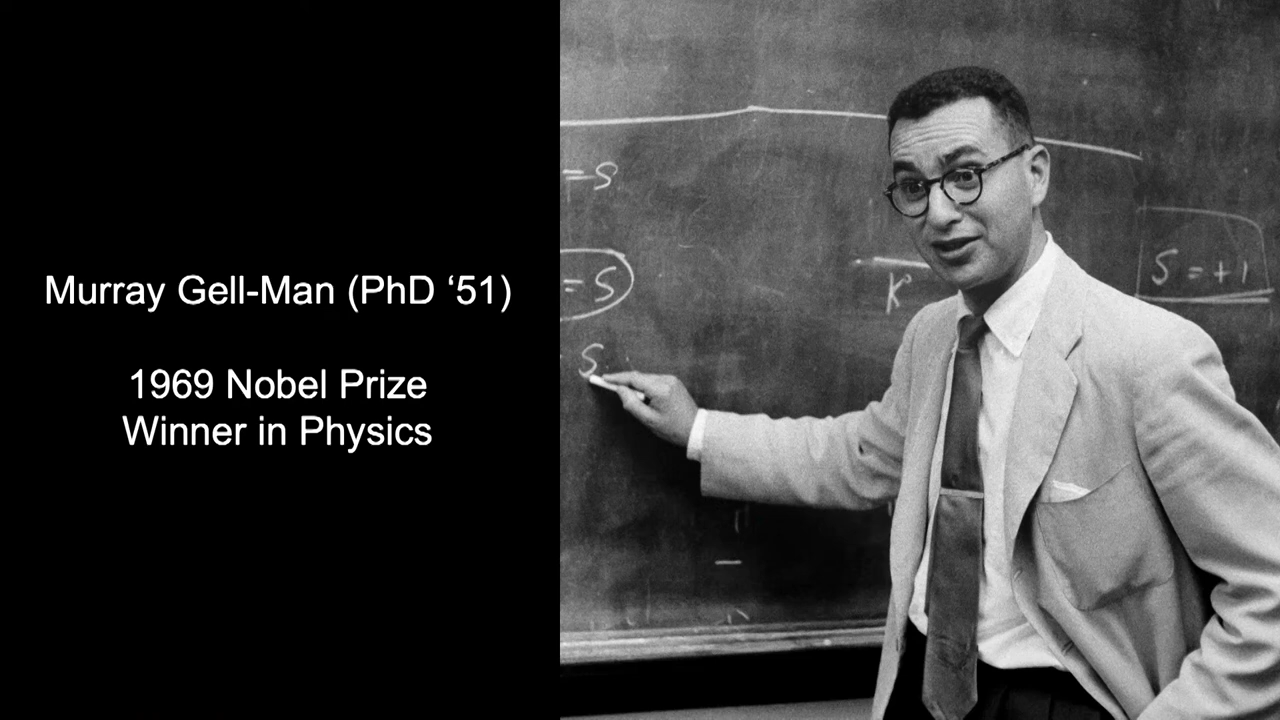 Murray Gell-Man (PhD ‘51)
1969 Nobel Prize
Winner in Physics
=S
=S
S
K
S=+1